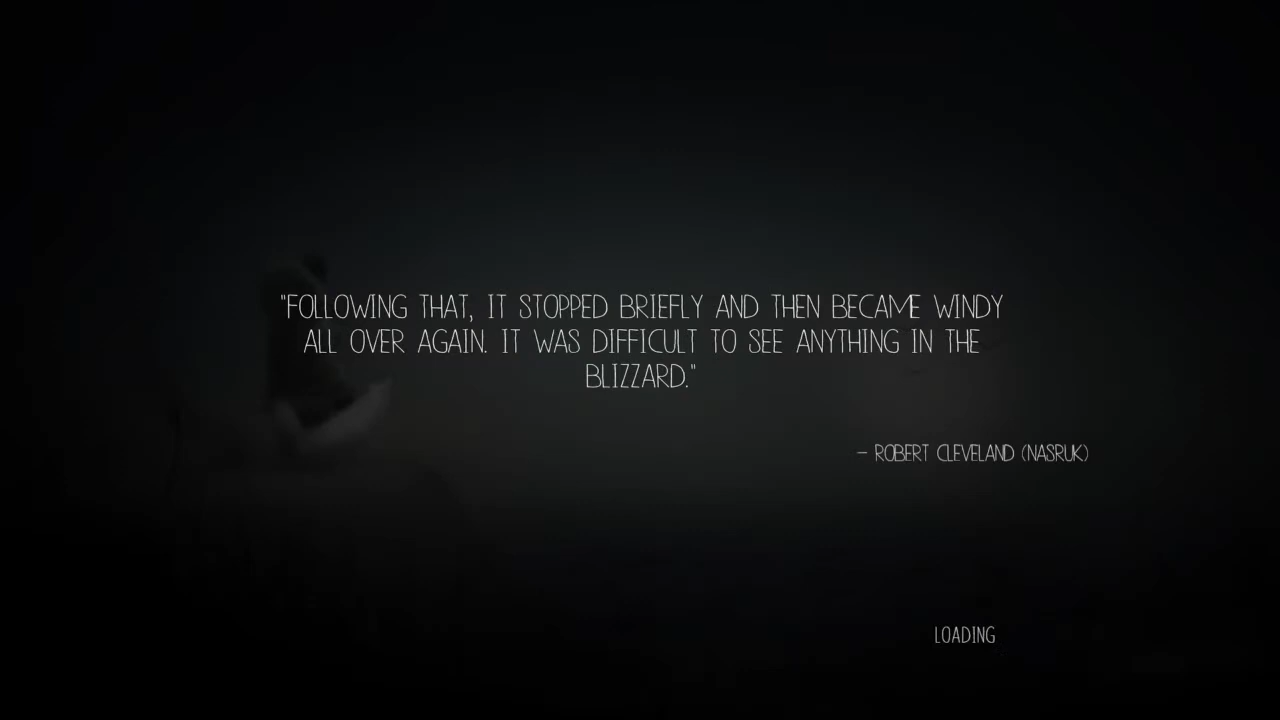 "FOLLOWING THAT, IT STOPPED BRIEFLY AND THEN BECAME WINDY
ALL OVER AGAIN. IT WAS DIFFICULT TO SEE ANYTHING IN THE
BLIZZARD."
– ROBERT CLEVELAND (NASRUK)
LOADING